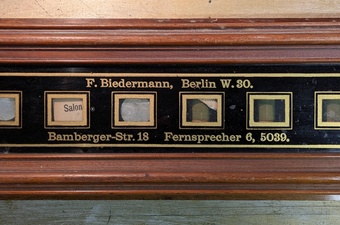 F. Biedermann, Berlin W. 30.
Salon
Bamberger-Str. 18 Fernsprecher 6, 5039.